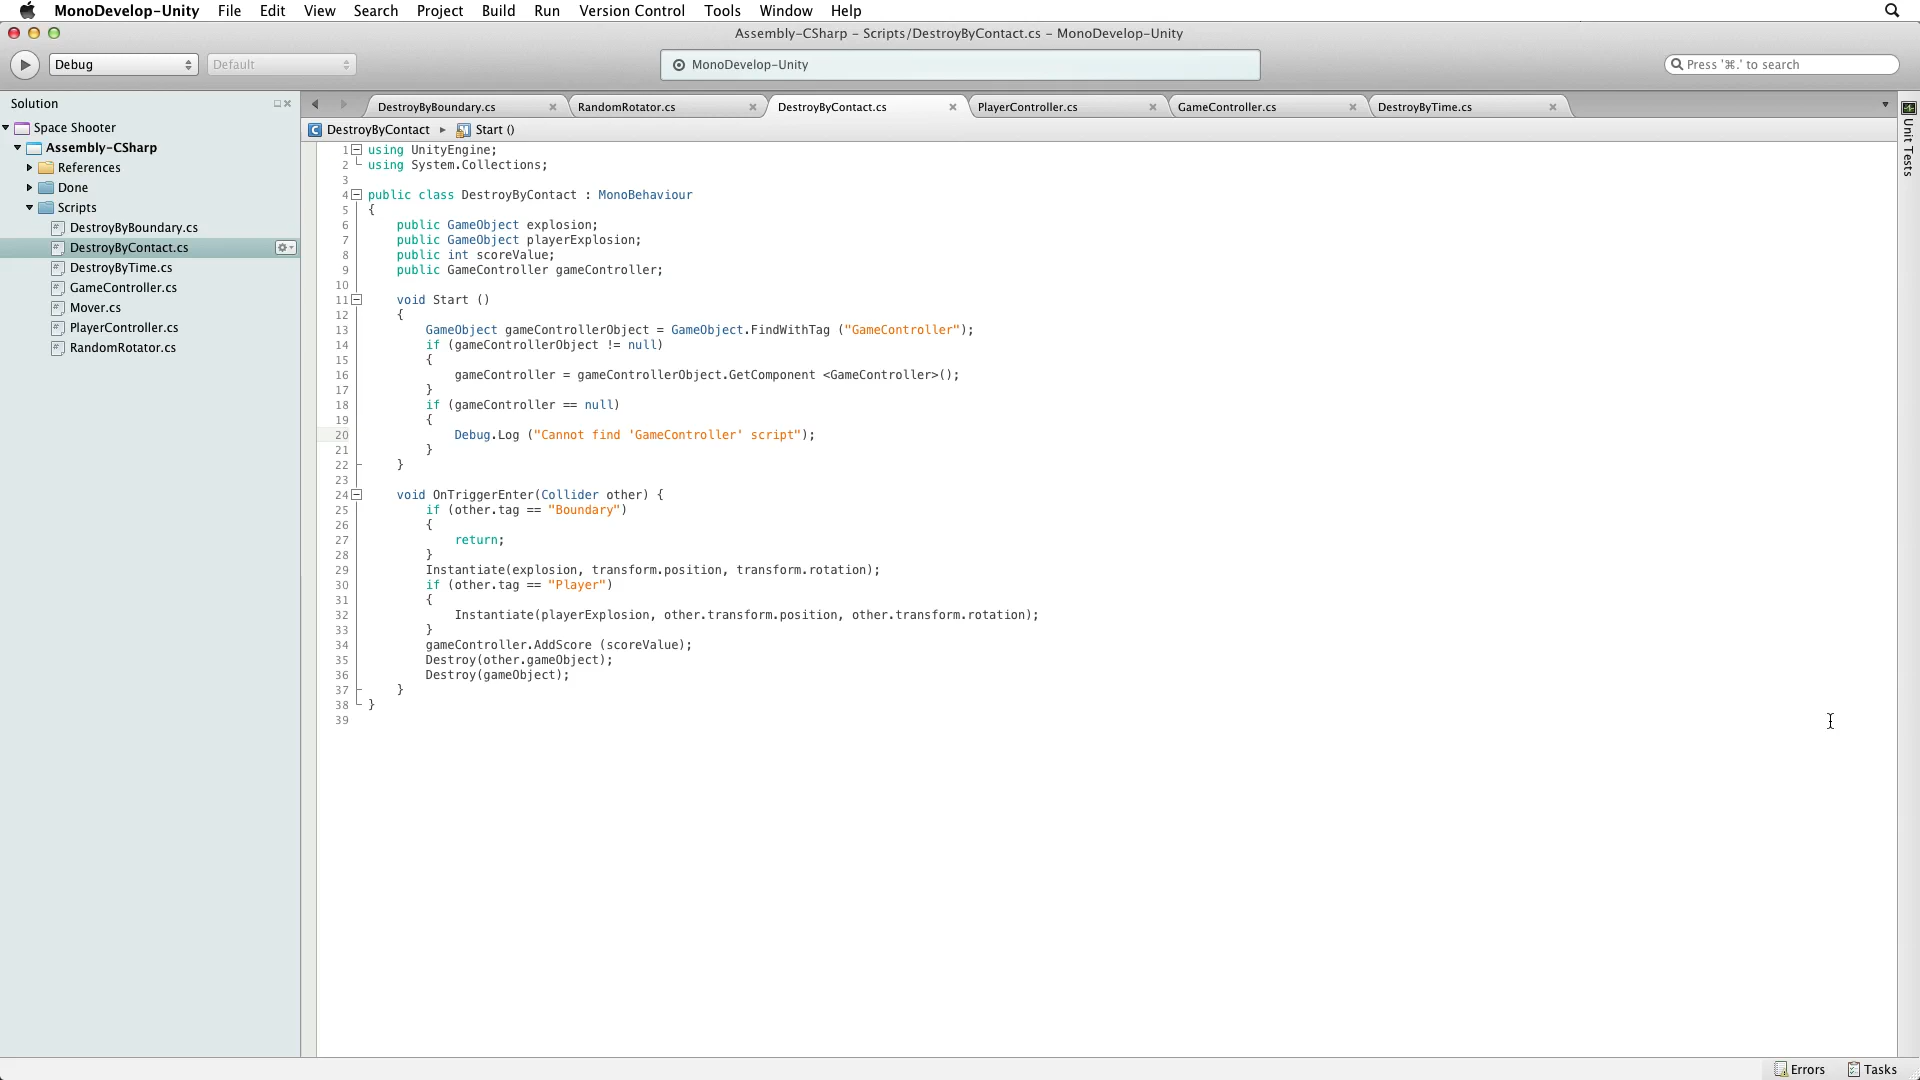 MonoDevelop-Unity File Edit View Search Project Build Run Version Control Tools Window Help
Assembly-CSharp – Scripts/DestroyByContact.cs – MonoDevelop-Unity
Debug Default MonoDevelop-Unity Press '⌘.' to search
Solution
Space Shooter
Assembly-CSharp
References
Done
Scripts
DestroyByBoundary.cs
DestroyByContact.cs
DestroyByTime.cs
GameController.cs
Mover.cs
PlayerController.cs
RandomRotator.cs
DestroyByBoundary.cs RandomRotator.cs DestroyByContact.cs PlayerController.cs GameController.cs DestroyByTime.cs
DestroyByContact Start ()
1 using UnityEngine;
2 using System.Collections;
3
4 public class DestroyByContact : MonoBehaviour
5 {
6     public GameObject explosion;
7     public GameObject playerExplosion;
8     public int scoreValue;
9     public GameController gameController;
10
11     void Start ()
12     {
13         GameObject gameControllerObject = GameObject.FindWithTag ("GameController");
14         if (gameControllerObject != null)
15         {
16             gameController = gameControllerObject.GetComponent <GameController>();
17         }
18         if (gameController == null)
19         {
20             Debug.Log ("Cannot find 'GameController' script");
21         }
22     }
23
24     void OnTriggerEnter(Collider other) {
25         if (other.tag == "Boundary")
26         {
27             return;
28         }
29         Instantiate(explosion, transform.position, transform.rotation);
30         if (other.tag == "Player")
31         {
32             Instantiate(playerExplosion, other.transform.position, other.transform.rotation);
33         }
34         gameController.AddScore (scoreValue);
35         Destroy(other.gameObject);
36         Destroy(gameObject);
37     }
38 }
39
Unit Tests
Errors Tasks